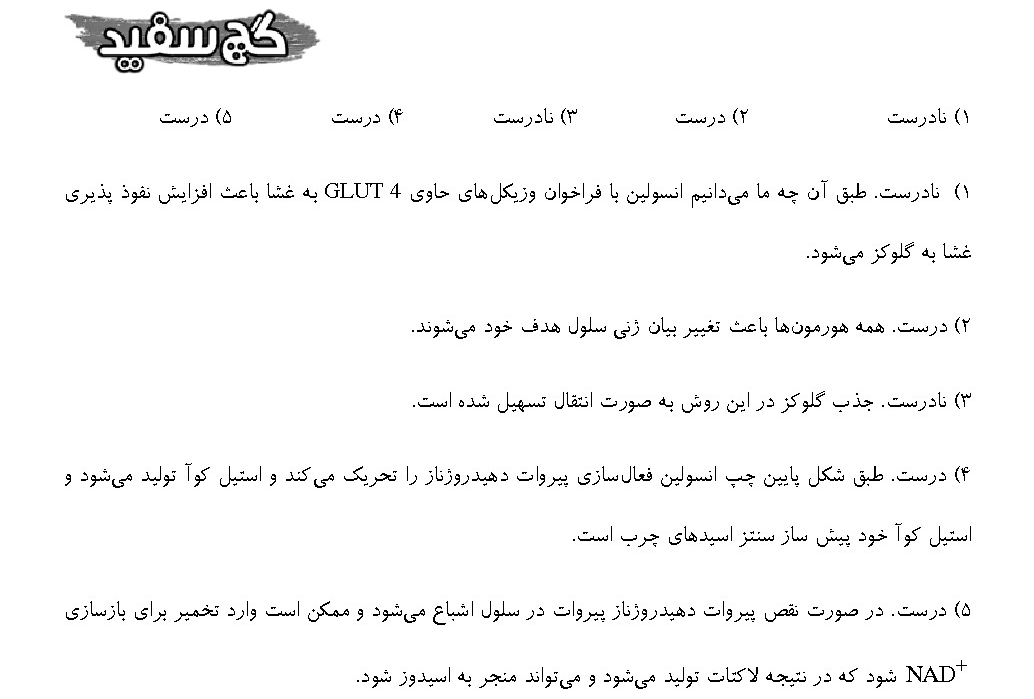 گچ سفید
۱) نادرست ۲) درست ۳) نادرست ۴) درست ۵) درست
۱) نادرست. طبق آن چه ما می‌دانیم انسولین با فراخوان وزیکل‌های حاوی GLUT 4 به غشا باعث افزایش نفوذ پذیری
غشا به گلوکز می‌شود.
۲) درست. همه هورمون‌ها باعث تغییر بیان ژنی سلول هدف خود می‌شوند.
۳) نادرست. جذب گلوکز در این روش به صورت انتقال تسهیل شده است.
۴) درست. طبق شکل پایین چپ انسولین فعال‌سازی پیروات دهیدروژناز را تحریک می‌کند و استیل کوآ تولید می‌شود و
استیل کوآ خود پیش ساز سنتز اسیدهای چرب است.
۵) درست. در صورت نقص پیروات دهیدروژناز پیروات در سلول اشباع می‌شود و ممکن است وارد تخمیر برای بازسازی
NAD⁺ شود که در نتیجه لاکتات تولید می‌شود و می‌تواند منجر به اسیدوز شود.